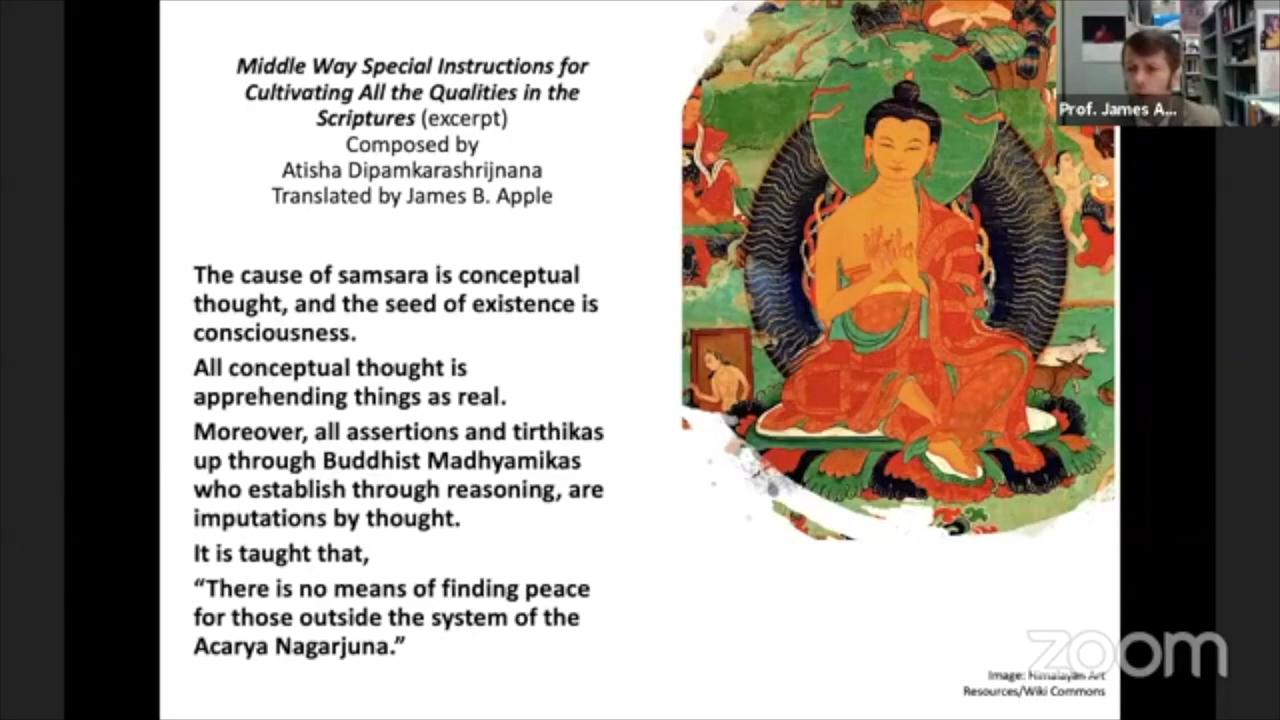 Middle Way Special Instructions for
Cultivating All the Qualities in the
Scriptures (excerpt)
Composed by
Atisha Dipamkarashrijnana
Translated by James B. Apple
The cause of samsara is conceptual
thought, and the seed of existence is
consciousness.
All conceptual thought is
apprehending things as real.
Moreover, all assertions and tirthikas
up through Buddhist Madhyamikas
who establish through reasoning, are
imputations by thought.
It is taught that,
“There is no means of finding peace
for those outside the system of the
Acarya Nagarjuna.”
Prof. James A...
zoom
Image: Himalayan Art
Resources/Wiki Commons